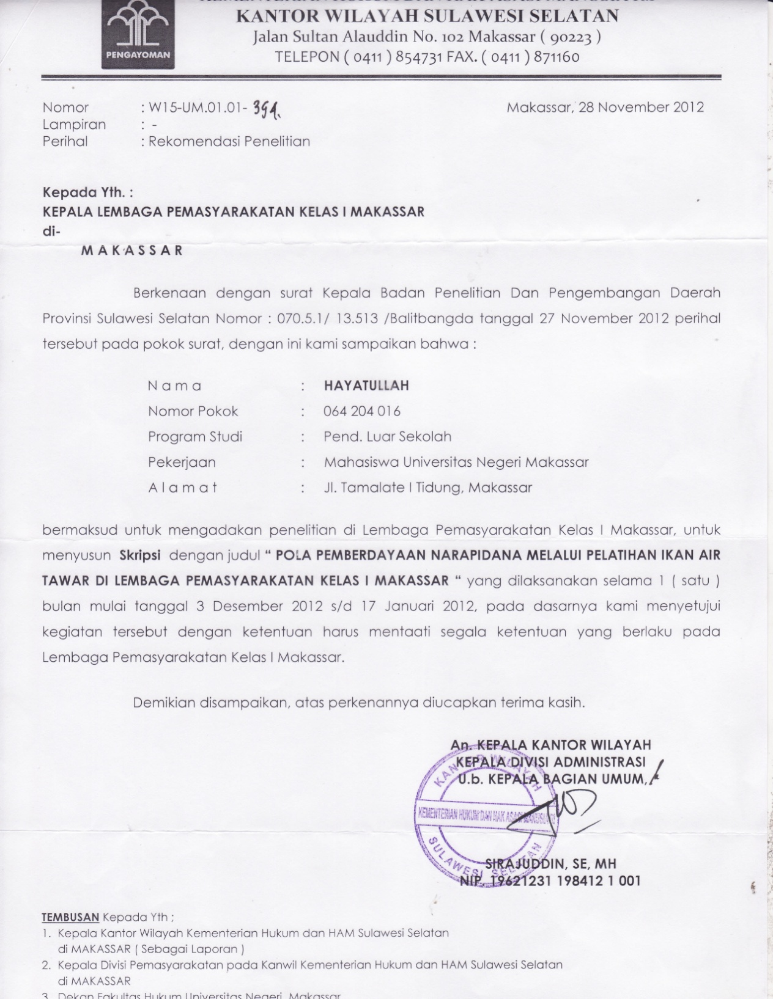 KEMENTERIAN HUKUM DAN HAK ASASI MANUSIA RI
KANTOR WILAYAH SULAWESI SELATAN
Jalan Sultan Alauddin No. 102 Makassar ( 90223 )
TELEPON ( 0411 ) 854731 FAX. ( 0411 ) 871160
PENGAYOMAN
Nomor : W15-UM.01.01- Makassar, 28 November 2012
Lampiran : -
Perihal : Rekomendasi Penelitian
Kepada Yth. :
KEPALA LEMBAGA PEMASYARAKATAN KELAS I MAKASSAR
di-
M A K A S S A R
Berkenaan dengan surat Kepala Badan Penelitian Dan Pengembangan Daerah
Provinsi Sulawesi Selatan Nomor : 070.5.1/ 13.513 /Balitbangda tanggal 27 November 2012 perihal
tersebut pada pokok surat, dengan ini kami sampaikan bahwa :
N a m a : HAYATULLAH
Nomor Pokok : 064 204 016
Program Studi : Pend. Luar Sekolah
Pekerjaan : Mahasiswa Universitas Negeri Makassar
A l a m a t : Jl. Tamalate I Tidung, Makassar
bermaksud untuk mengadakan penelitian di Lembaga Pemasyarakatan Kelas I Makassar, untuk
menyusun Skripsi dengan judul “ POLA PEMBERDAYAAN NARAPIDANA MELALUI PELATIHAN IKAN AIR
TAWAR DI LEMBAGA PEMASYARAKATAN KELAS I MAKASSAR “ yang dilaksanakan selama 1 ( satu )
bulan mulai tanggal 3 Desember 2012 s/d 17 Januari 2012, pada dasarnya kami menyetujui
kegiatan tersebut dengan ketentuan harus mentaati segala ketentuan yang berlaku pada
Lembaga Pemasyarakatan Kelas I Makassar.
Demikian disampaikan, atas perkenannya diucapkan terima kasih.
An. KEPALA KANTOR WILAYAH
KEPALA DIVISI ADMINISTRASI
U.b. KEPALA BAGIAN UMUM,
KANTOR WILAYAH
KEMENTERIAN HUKUM DAN HAK ASASI MANUSIA RI
SULAWESI SELATAN
SIRAJUDDIN, SE, MH
NIP. 19621231 198412 1 001
TEMBUSAN Kepada Yth ;
1. Kepala Kantor Wilayah Kementerian Hukum dan HAM Sulawesi Selatan
di MAKASSAR ( Sebagai Laporan )
2. Kepala Divisi Pemasyarakatan pada Kanwil Kementerian Hukum dan HAM Sulawesi Selatan
di MAKASSAR
3. Dekan Fakultas Hukum Universitas Negeri Makassar